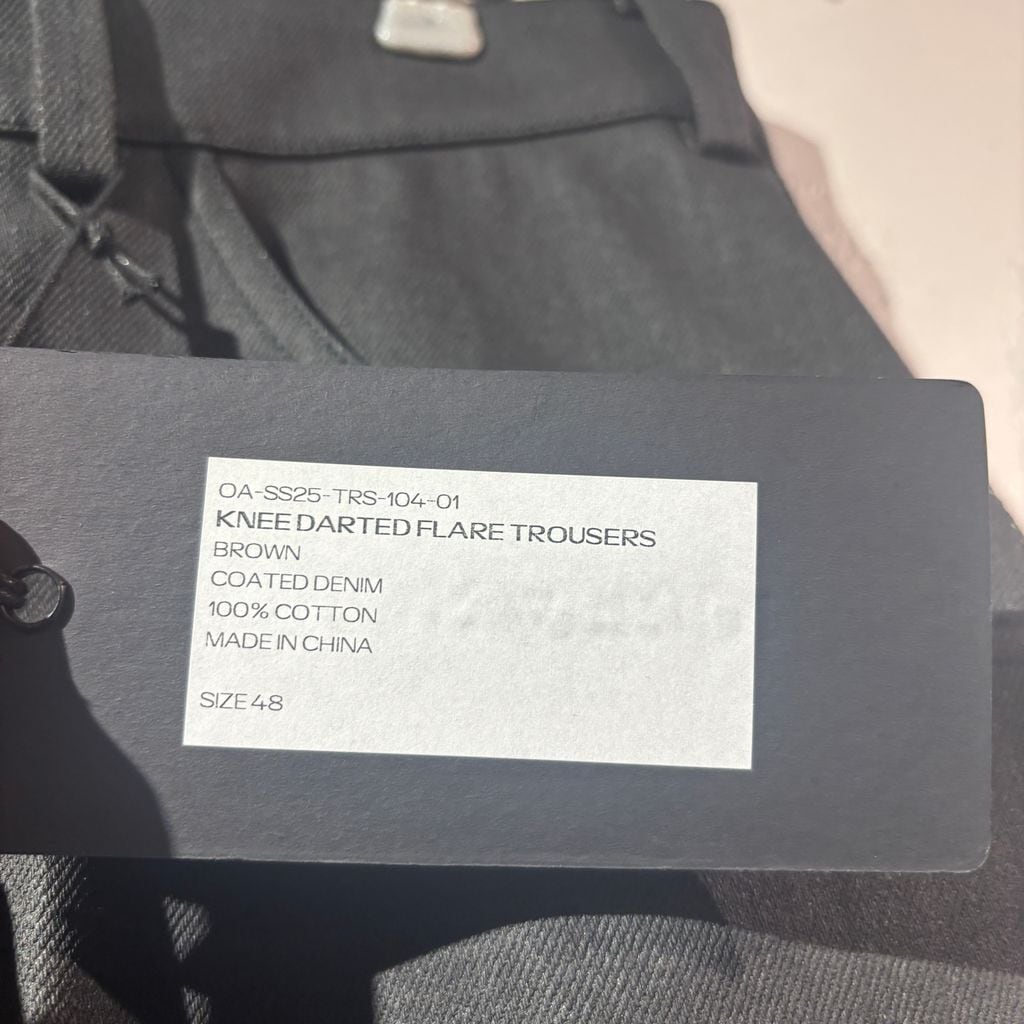 OA-SS25-TRS-104-01
KNEE DARTED FLARE TROUSERS
BROWN
COATED DENIM
100% COTTON
MADE IN CHINA
SIZE 48